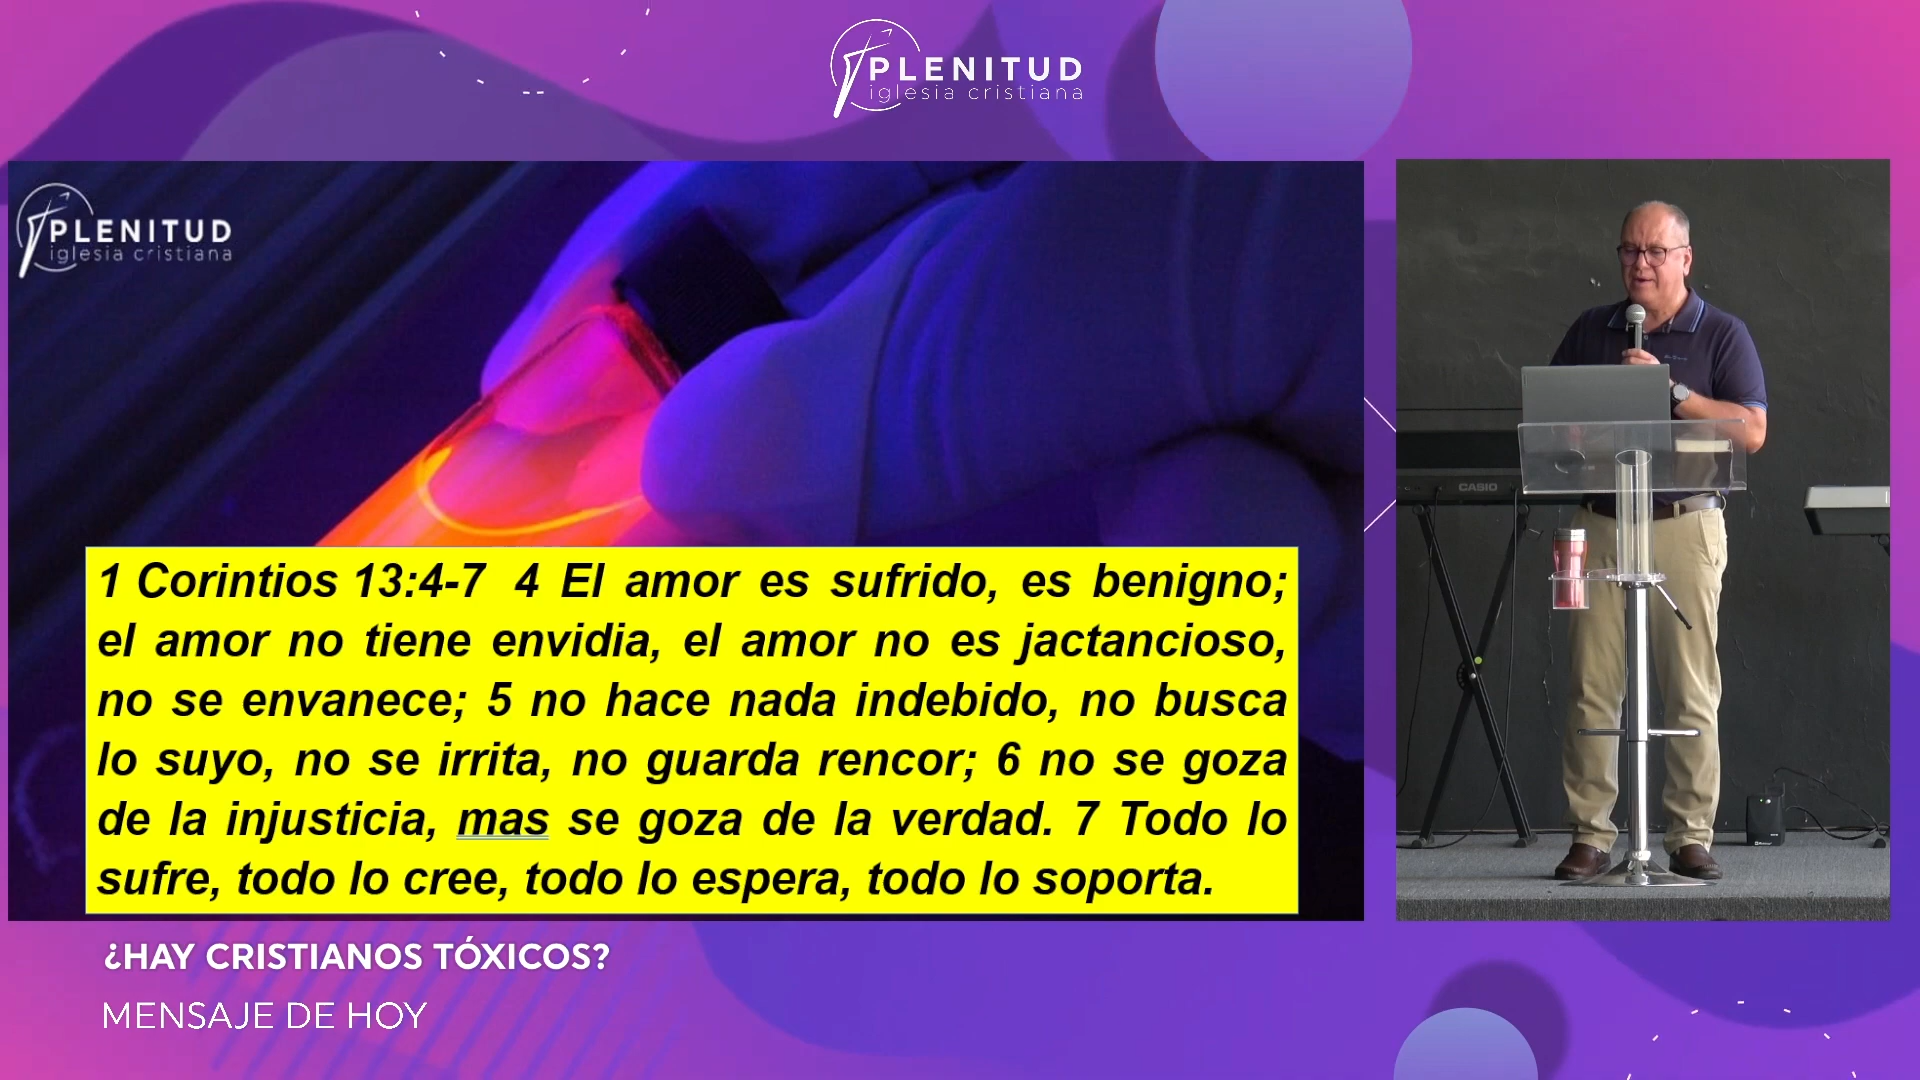 PLENITUD
iglesia cristiana
PLENITUD
iglesia cristiana
1 Corintios 13:4-7 4 El amor es sufrido, es benigno;
el amor no tiene envidia, el amor no es jactancioso,
no se envanece; 5 no hace nada indebido, no busca
lo suyo, no se irrita, no guarda rencor; 6 no se goza
de la injusticia, mas se goza de la verdad. 7 Todo lo
sufre, todo lo cree, todo lo espera, todo lo soporta.
CASIO
¿HAY CRISTIANOS TÓXICOS?
MENSAJE DE HOY